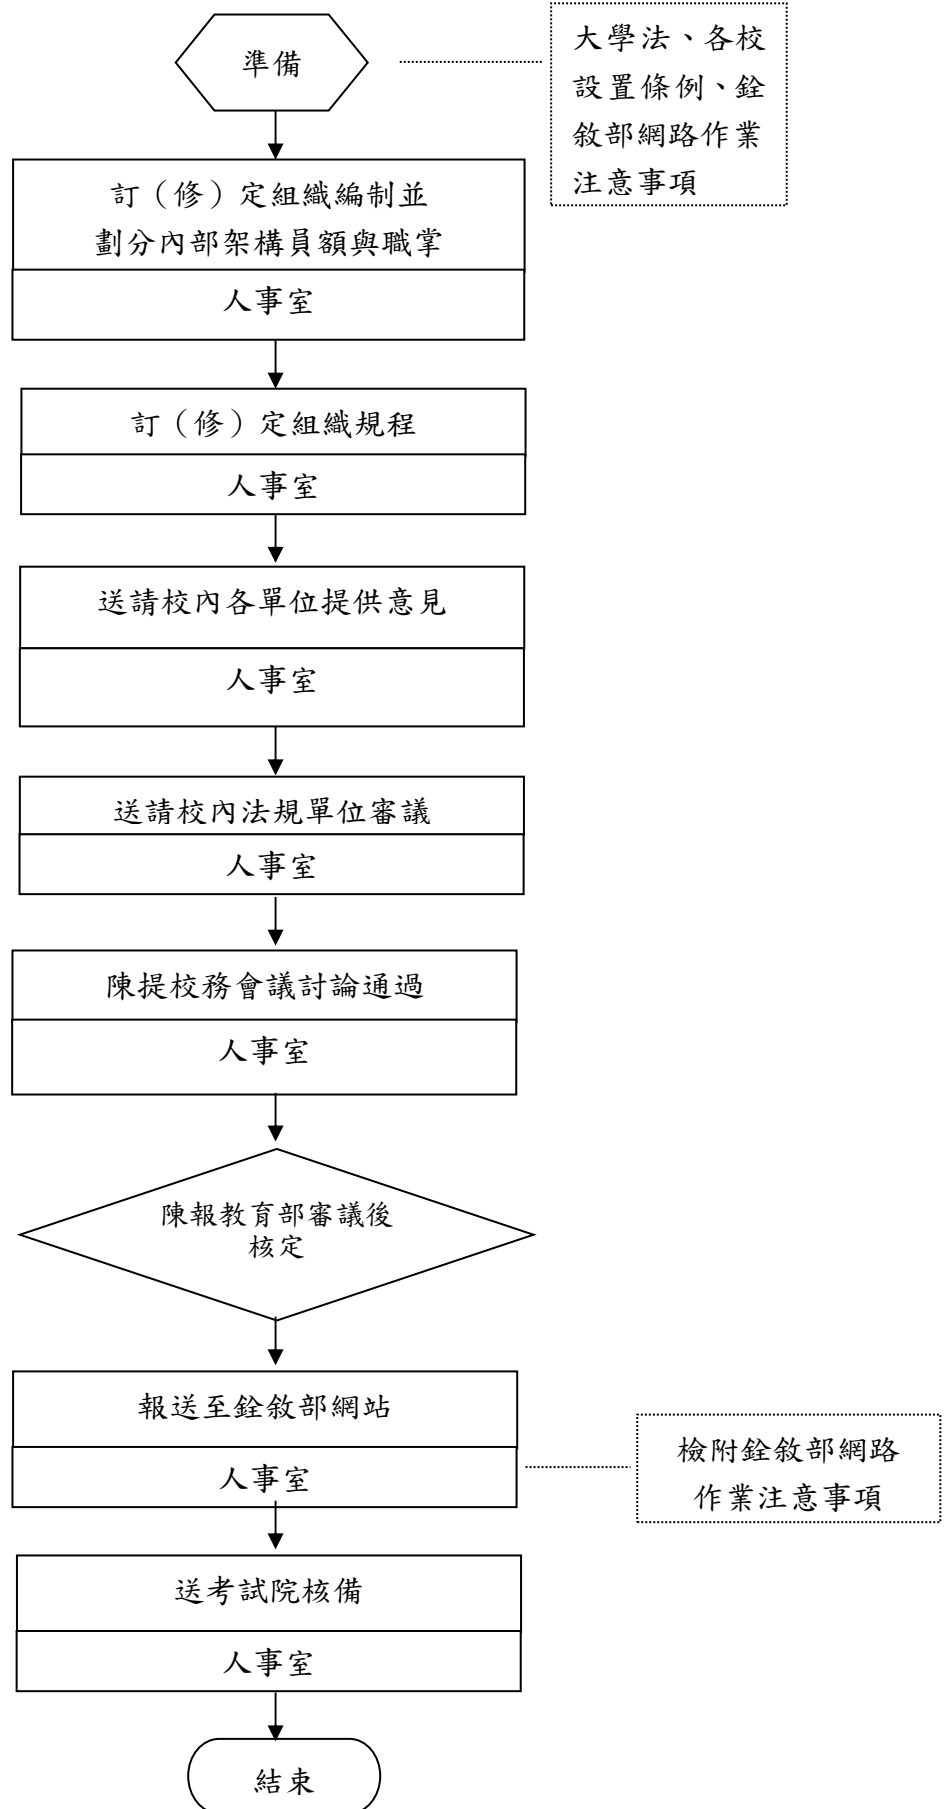 準備
大學法、各校
設置條例、銓
敘部網路作業
注意事項
訂（修）定組織編制並
劃分內部架構員額與職掌
人事室
訂（修）定組織規程
人事室
送請校內各單位提供意見
人事室
送請校內法規單位審議
人事室
陳提校務會議討論通過
人事室
陳報教育部審議後
核定
報送至銓敘部網站
人事室
檢附銓敘部網路
作業注意事項
送考試院核備
人事室
結束